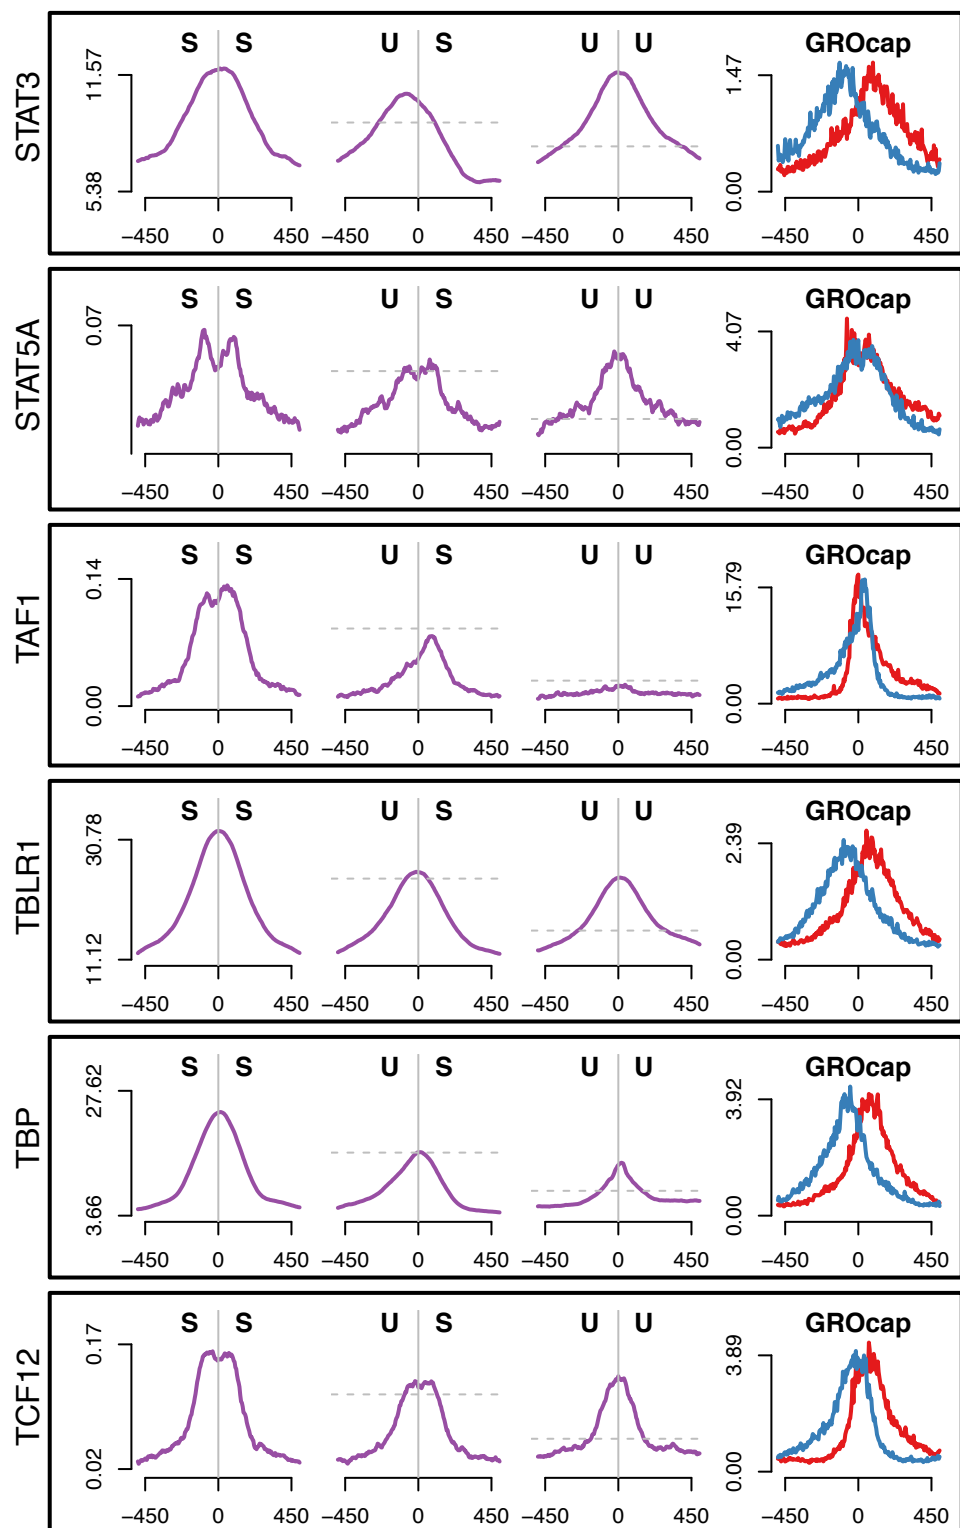 STAT3
S S U S U U GROcap
11.57 5.38 1.47 0.00
−450 0 450 −450 0 450 −450 0 450 −450 0 450
STAT5A
S S U S U U GROcap
0.07 4.07 0.00
−450 0 450 −450 0 450 −450 0 450 −450 0 450
TAF1
S S U S U U GROcap
0.14 0.00 15.79 0.00
−450 0 450 −450 0 450 −450 0 450 −450 0 450
TBLR1
S S U S U U GROcap
30.78 11.12 2.39 0.00
−450 0 450 −450 0 450 −450 0 450 −450 0 450
TBP
S S U S U U GROcap
27.62 3.66 3.92 0.00
−450 0 450 −450 0 450 −450 0 450 −450 0 450
TCF12
S S U S U U GROcap
0.17 0.02 3.89 0.00
−450 0 450 −450 0 450 −450 0 450 −450 0 450